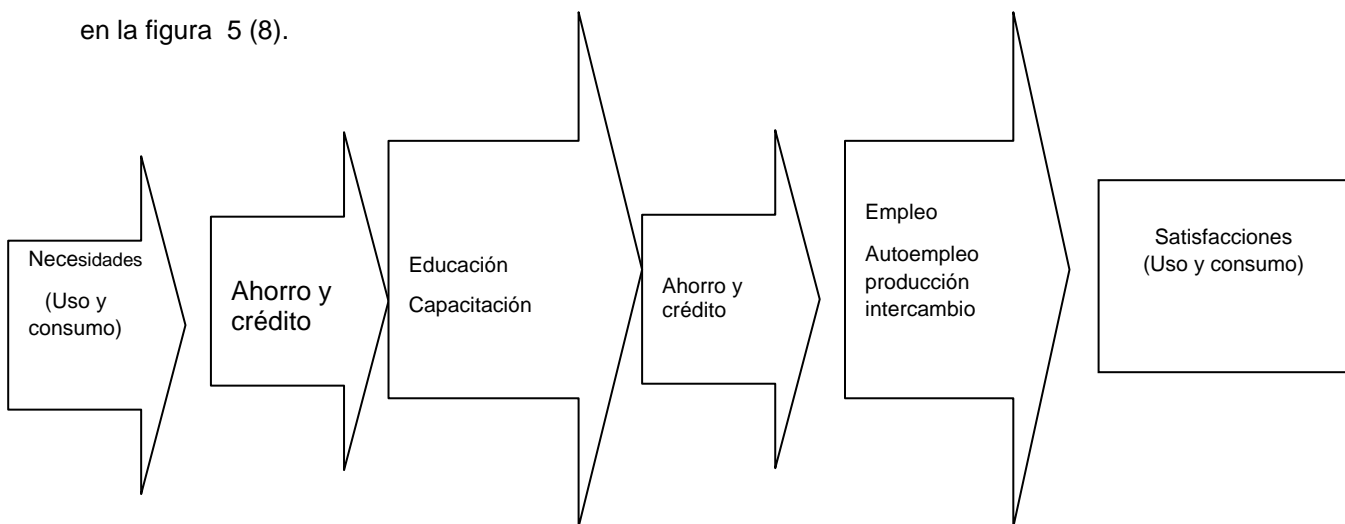 en la figura 5 (8).
Necesidades
(Uso y
consumo)
Ahorro y
crédito
Educación
Capacitación
Ahorro y
crédito
Empleo
Autoempleo
producción
intercambio
Satisfacciones
(Uso y consumo)